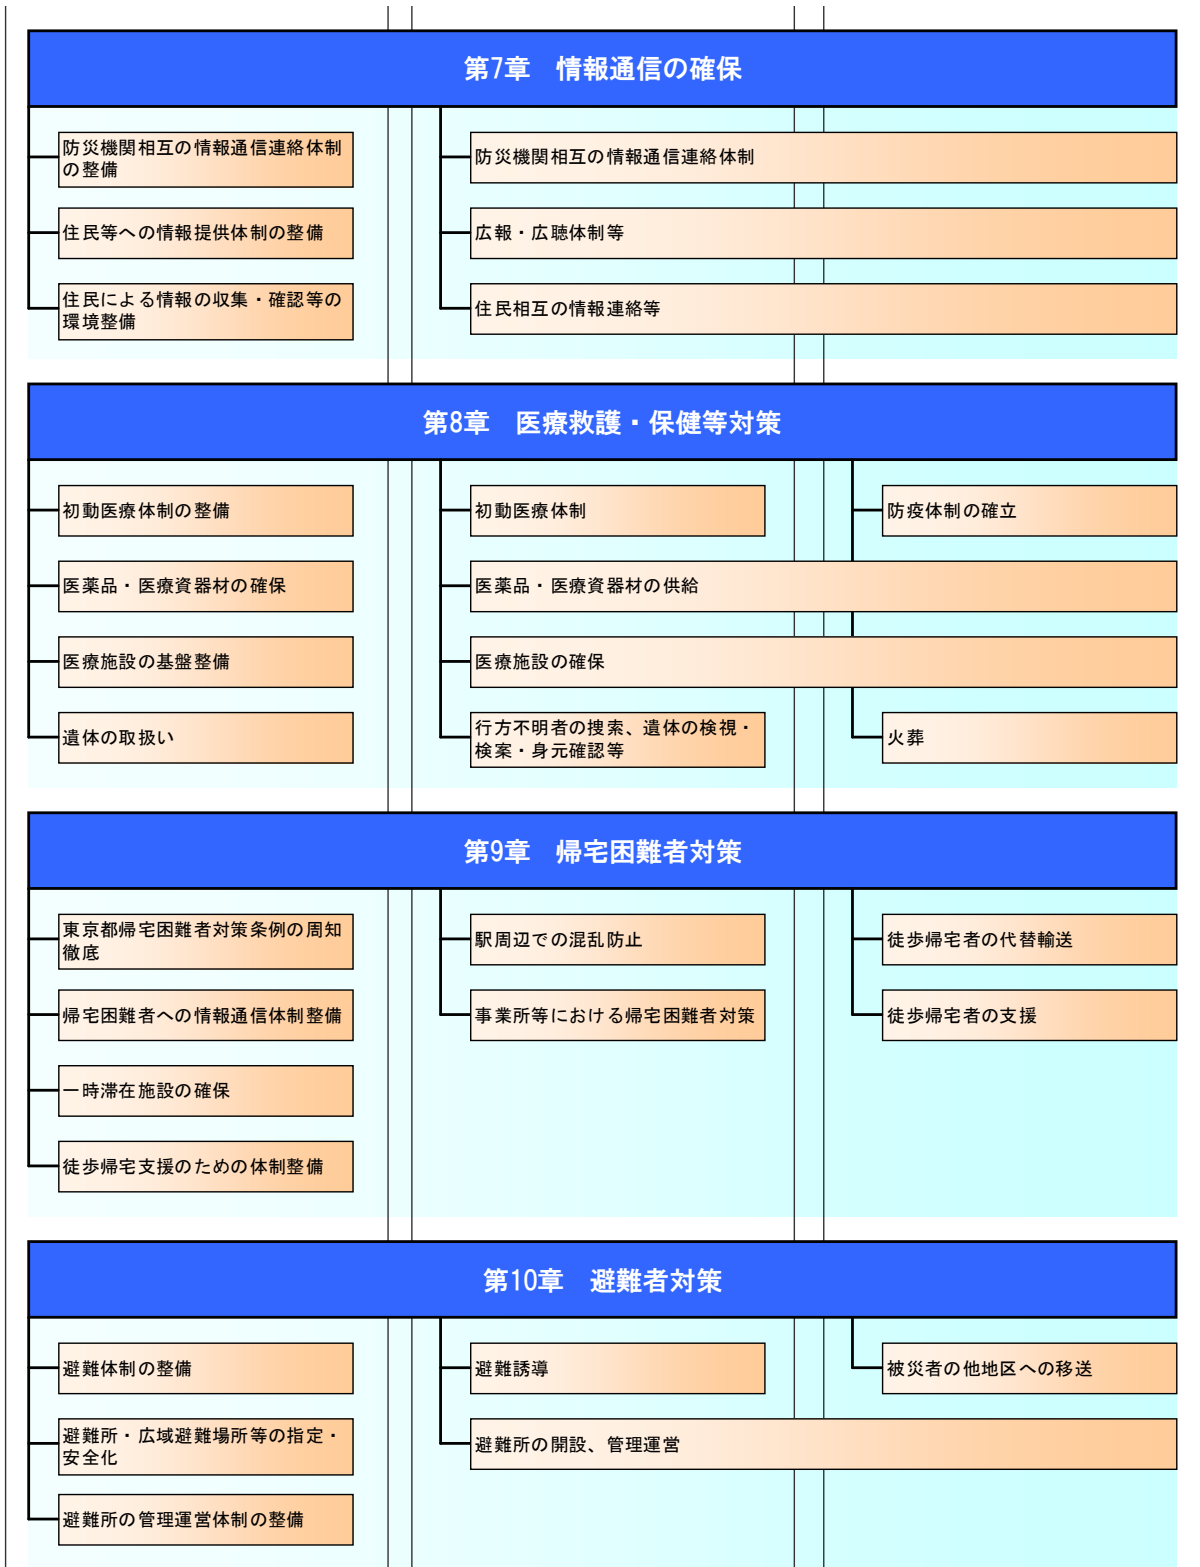 第7章　情報通信の確保
防災機関相互の情報通信連絡体制
の整備
防災機関相互の情報通信連絡体制
住民等への情報提供体制の整備
広報・広聴体制等
住民による情報の収集・確認等の
環境整備
住民相互の情報連絡等
第8章　医療救護・保健等対策
初動医療体制の整備
初動医療体制
防疫体制の確立
医薬品・医療資器材の確保
医薬品・医療資器材の供給
医療施設の基盤整備
医療施設の確保
遺体の取扱い
行方不明者の捜索、遺体の検視・
検案・身元確認等
火葬
第9章　帰宅困難者対策
東京都帰宅困難者対策条例の周知
徹底
駅周辺での混乱防止
徒歩帰宅者の代替輸送
帰宅困難者への情報通信体制整備
事業所等における帰宅困難者対策
徒歩帰宅者の支援
一時滞在施設の確保
徒歩帰宅支援のための体制整備
第10章　避難者対策
避難体制の整備
避難誘導
被災者の他地区への移送
避難所・広域避難場所等の指定・
安全化
避難所の開設、管理運営
避難所の管理運営体制の整備